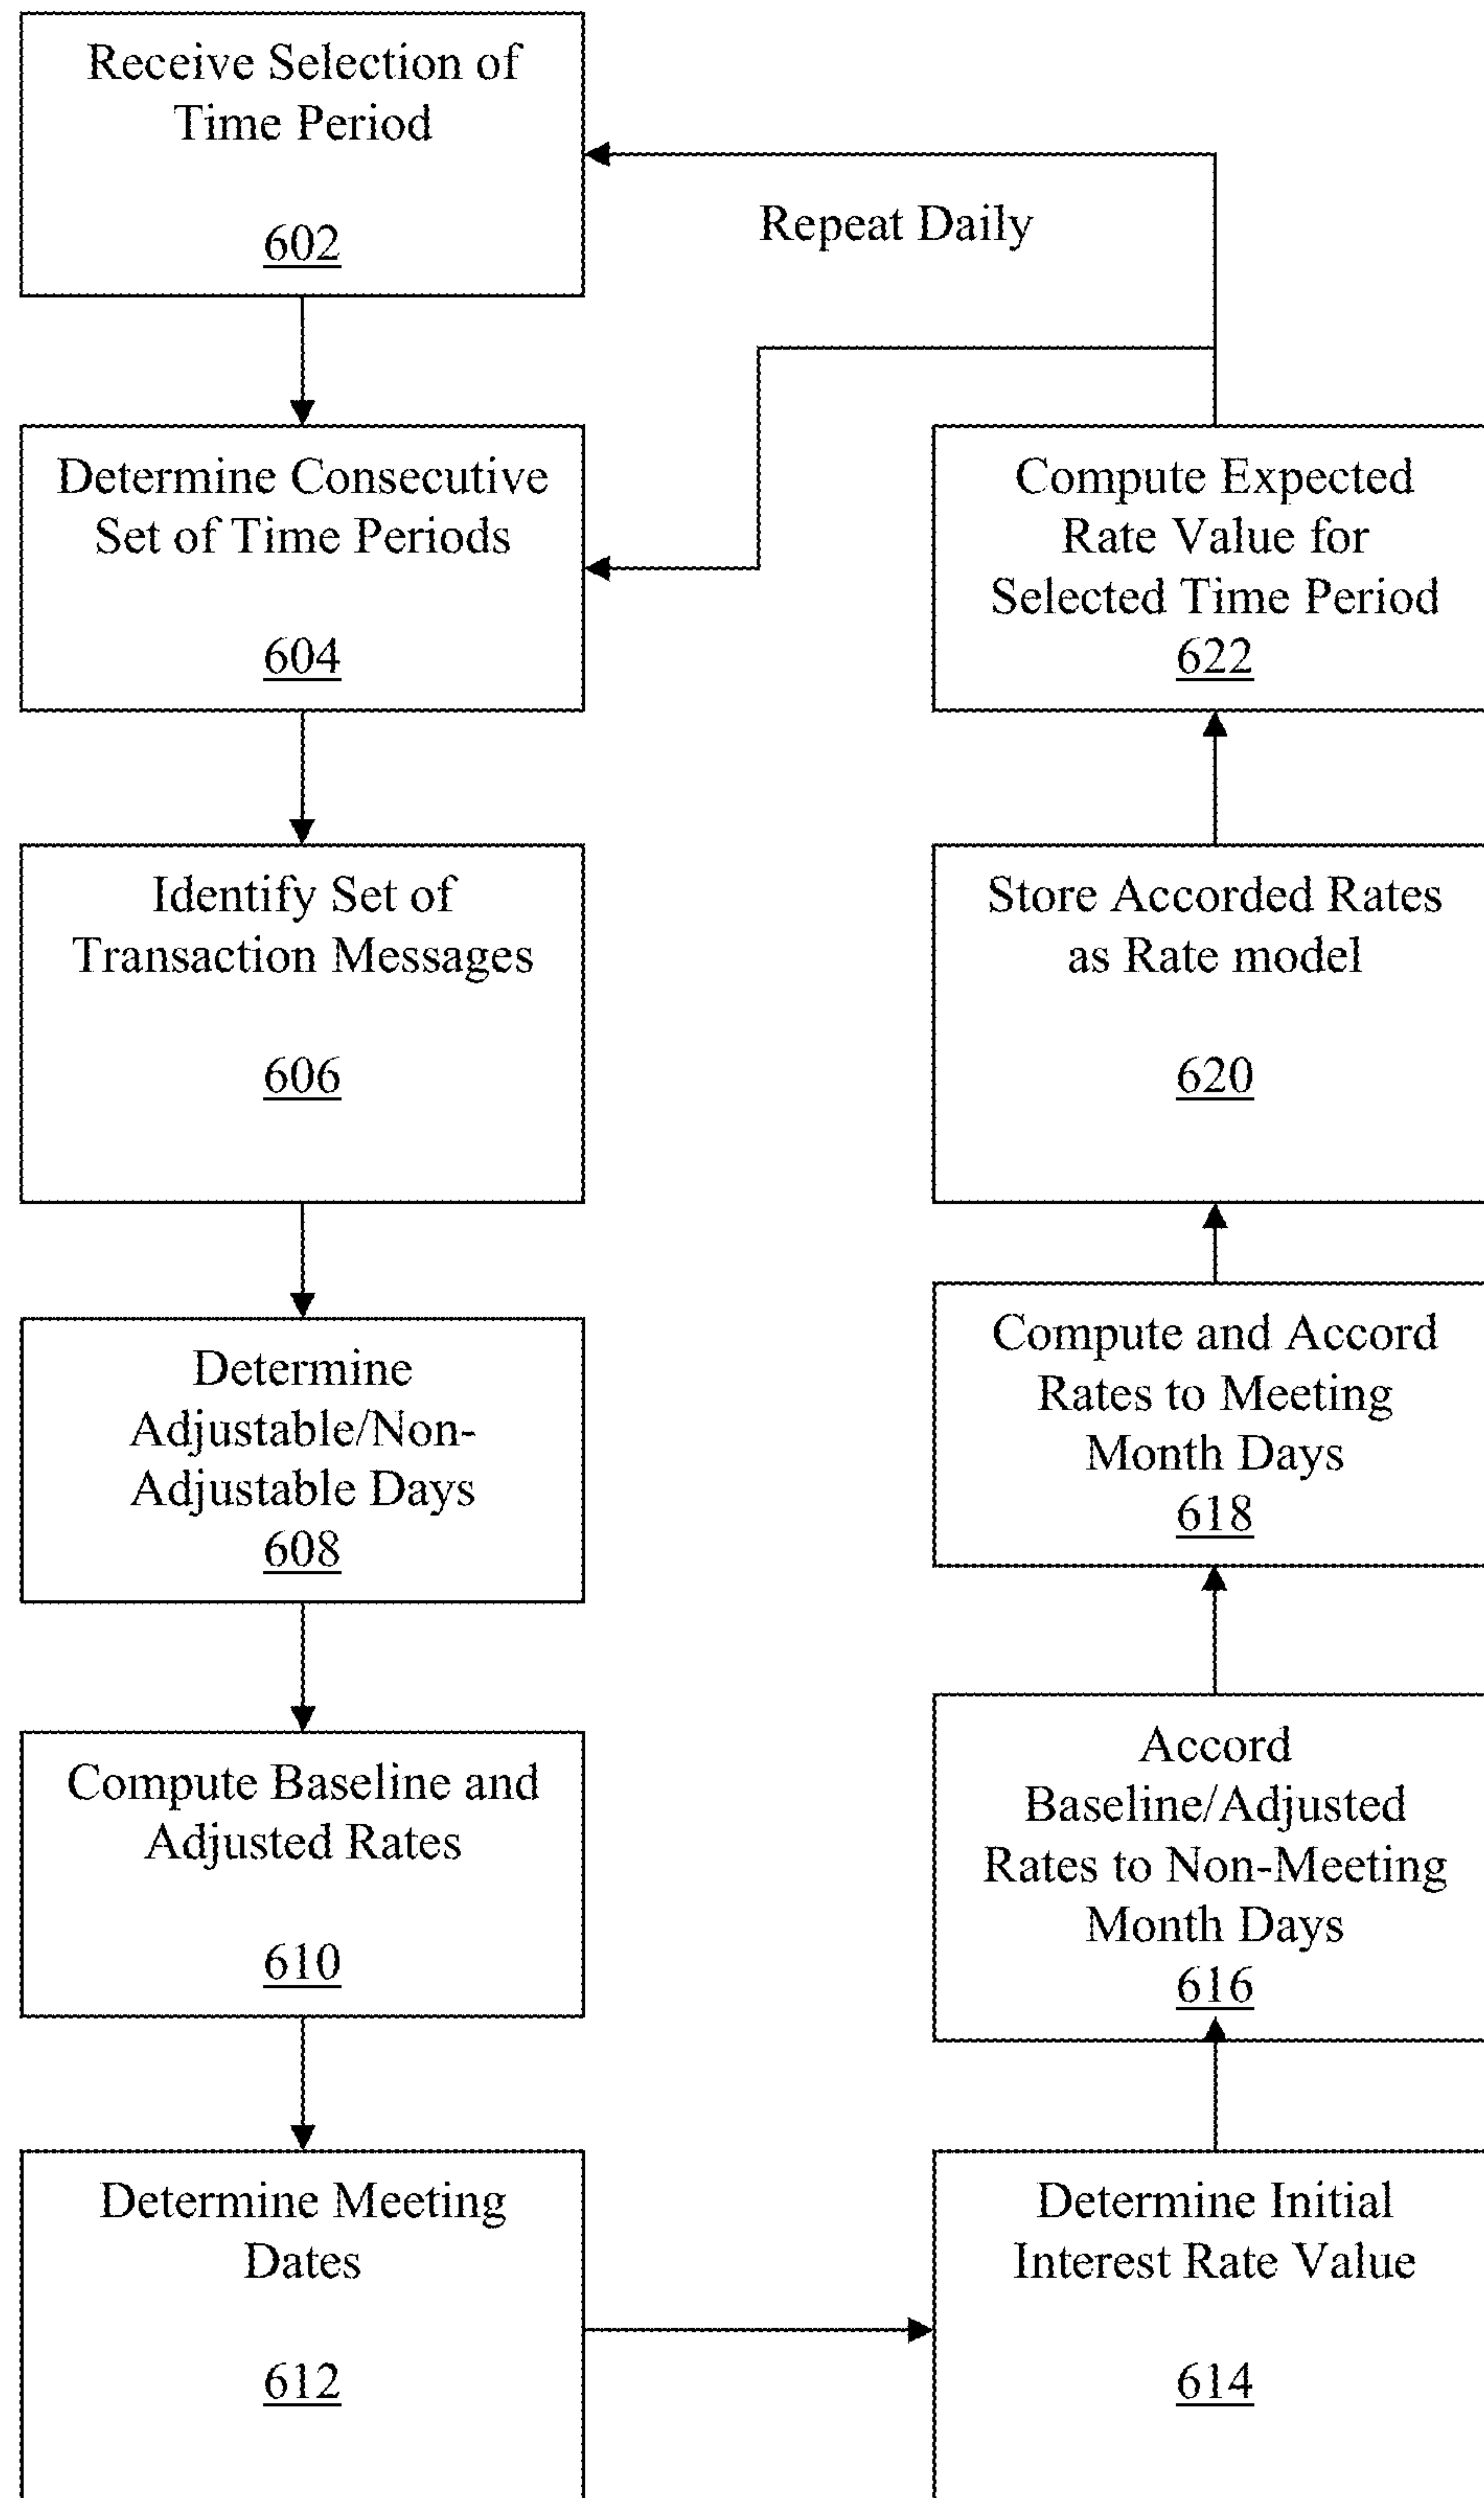 Receive Selection of
Time Period
602
Repeat Daily
Determine Consecutive
Set of Time Periods
604
Identify Set of
Transaction Messages
606
Determine
Adjustable/Non-
Adjustable Days
608
Compute Baseline and
Adjusted Rates
610
Determine Meeting
Dates
612
Determine Initial
Interest Rate Value
614
Accord
Baseline/Adjusted
Rates to Non-Meeting
Month Days
616
Compute and Accord
Rates to Meeting
Month Days
618
Store Accorded Rates
as Rate model
620
Compute Expected
Rate Value for
Selected Time Period
622